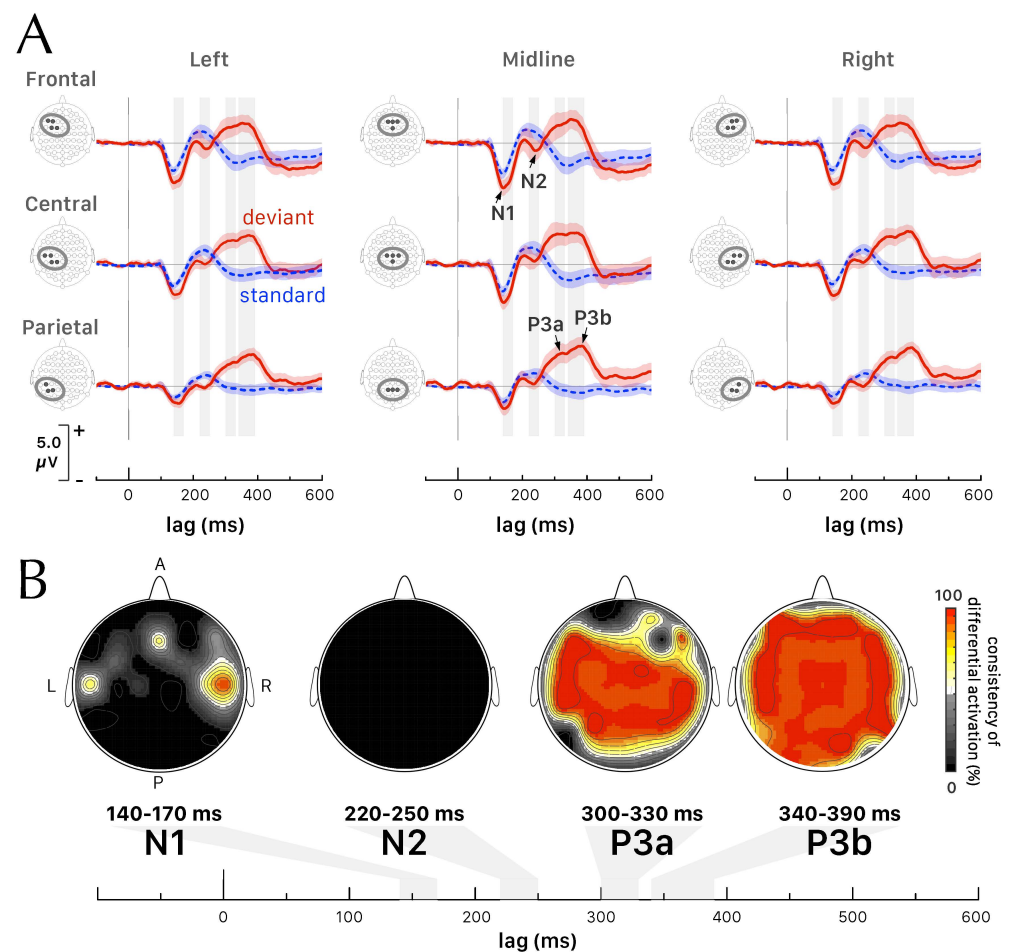 A
Left Midline Right
Frontal
N2
N1
Central
deviant
standard
Parietal
P3a P3b
+
5.0
µV
-
0 200 400 600 0 200 400 600 0 200 400 600
lag (ms) lag (ms) lag (ms)
B
A
L R
P
100
0
consistency of
differential activation (%)
140-170 ms 220-250 ms 300-330 ms 340-390 ms
N1 N2 P3a P3b
0 100 200 300 400 500 600
lag (ms)